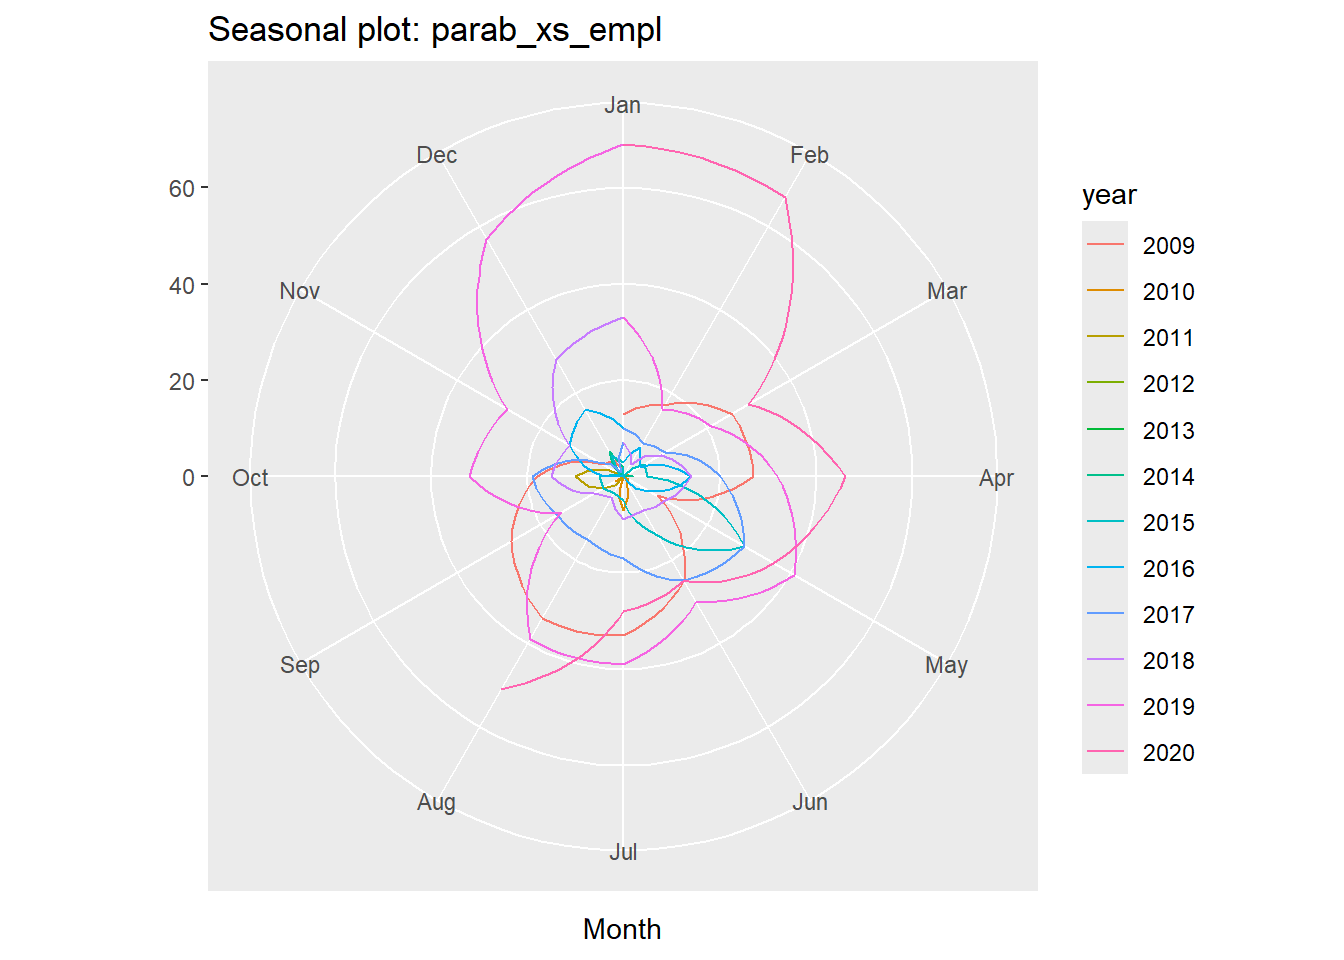 Seasonal plot: parab_xs_empl
Jan
Feb
Mar
Apr
May
Jun
Jul
Aug
Sep
Oct
Nov
Dec
60
40
20
0
Month
year
2009
2010
2011
2012
2013
2014
2015
2016
2017
2018
2019
2020